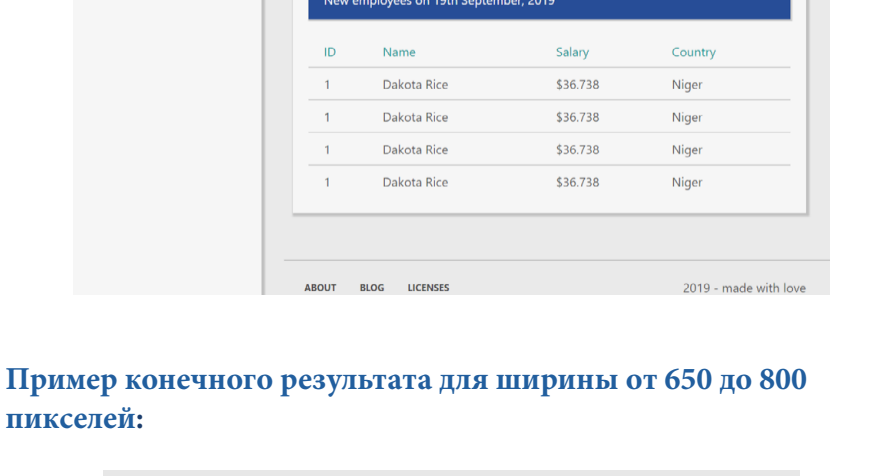 New employees on 19th September, 2019
ID Name Salary Country
1 Dakota Rice $36.738 Niger
1 Dakota Rice $36.738 Niger
1 Dakota Rice $36.738 Niger
1 Dakota Rice $36.738 Niger
ABOUT BLOG LICENSES 2019 - made with love
Пример конечного результата для ширины от 650 до 800
пикселей: